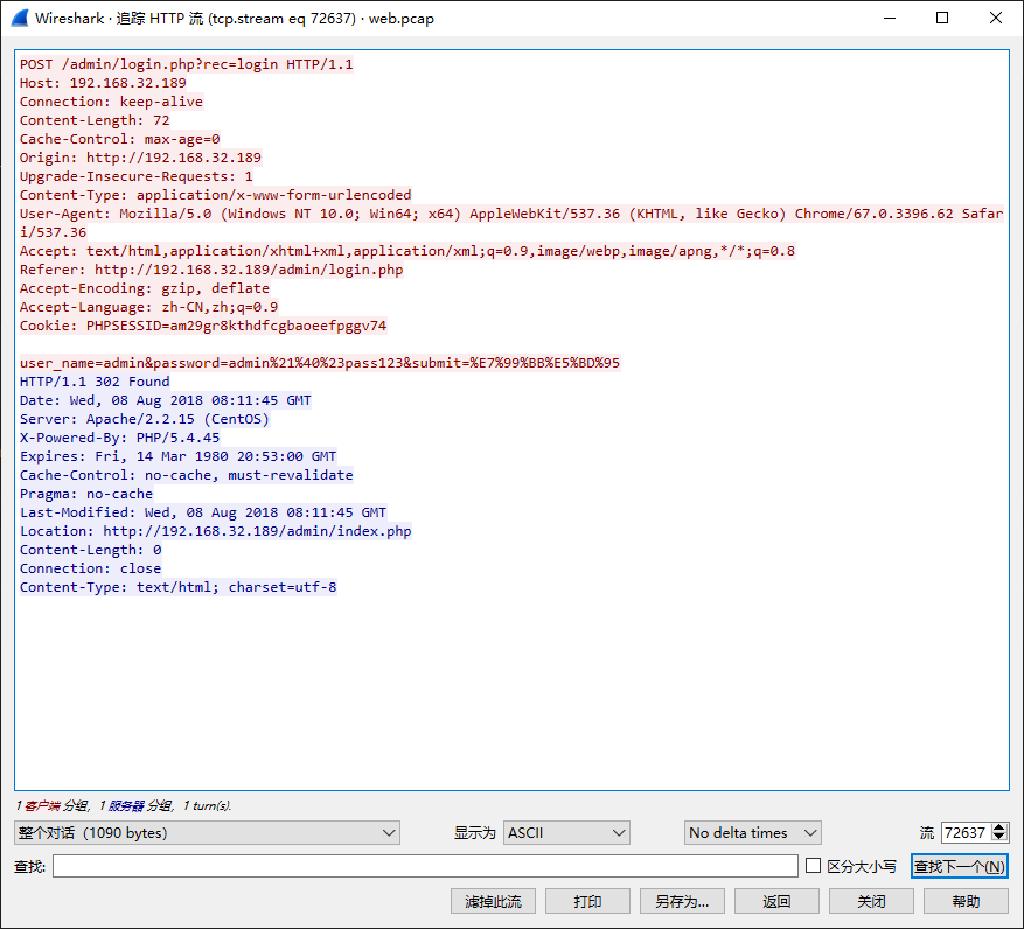 Wireshark · 追踪 HTTP 流 (tcp.stream eq 72637) · web.pcap
POST /admin/login.php?rec=login HTTP/1.1
Host: 192.168.32.189
Connection: keep-alive
Content-Length: 72
Cache-Control: max-age=0
Origin: http://192.168.32.189
Upgrade-Insecure-Requests: 1
Content-Type: application/x-www-form-urlencoded
User-Agent: Mozilla/5.0 (Windows NT 10.0; Win64; x64) AppleWebKit/537.36 (KHTML, like Gecko) Chrome/67.0.3396.62 Safar
i/537.36
Accept: text/html,application/xhtml+xml,application/xml;q=0.9,image/webp,image/apng,*/*;q=0.8
Referer: http://192.168.32.189/admin/login.php
Accept-Encoding: gzip, deflate
Accept-Language: zh-CN,zh;q=0.9
Cookie: PHPSESSID=am29gr8kthdfcgbaoeefpggv74
user_name=admin&password=admin%21%40%23pass123&submit=%E7%99%BB%E5%BD%95
HTTP/1.1 302 Found
Date: Wed, 08 Aug 2018 08:11:45 GMT
Server: Apache/2.2.15 (CentOS)
X-Powered-By: PHP/5.4.45
Expires: Fri, 14 Mar 1980 20:53:00 GMT
Cache-Control: no-cache, must-revalidate
Pragma: no-cache
Last-Modified: Wed, 08 Aug 2018 08:11:45 GMT
Location: http://192.168.32.189/admin/index.php
Content-Length: 0
Connection: close
Content-Type: text/html; charset=utf-8
1 客户端 分组, 1 服务器 分组, 1 turn(s).
整个对话 (1090 bytes) 显示为 ASCII No delta times 流 72637
查找: 区分大小写 查找下一个(N)
滤掉此流 打印 另存为... 返回 关闭 帮助